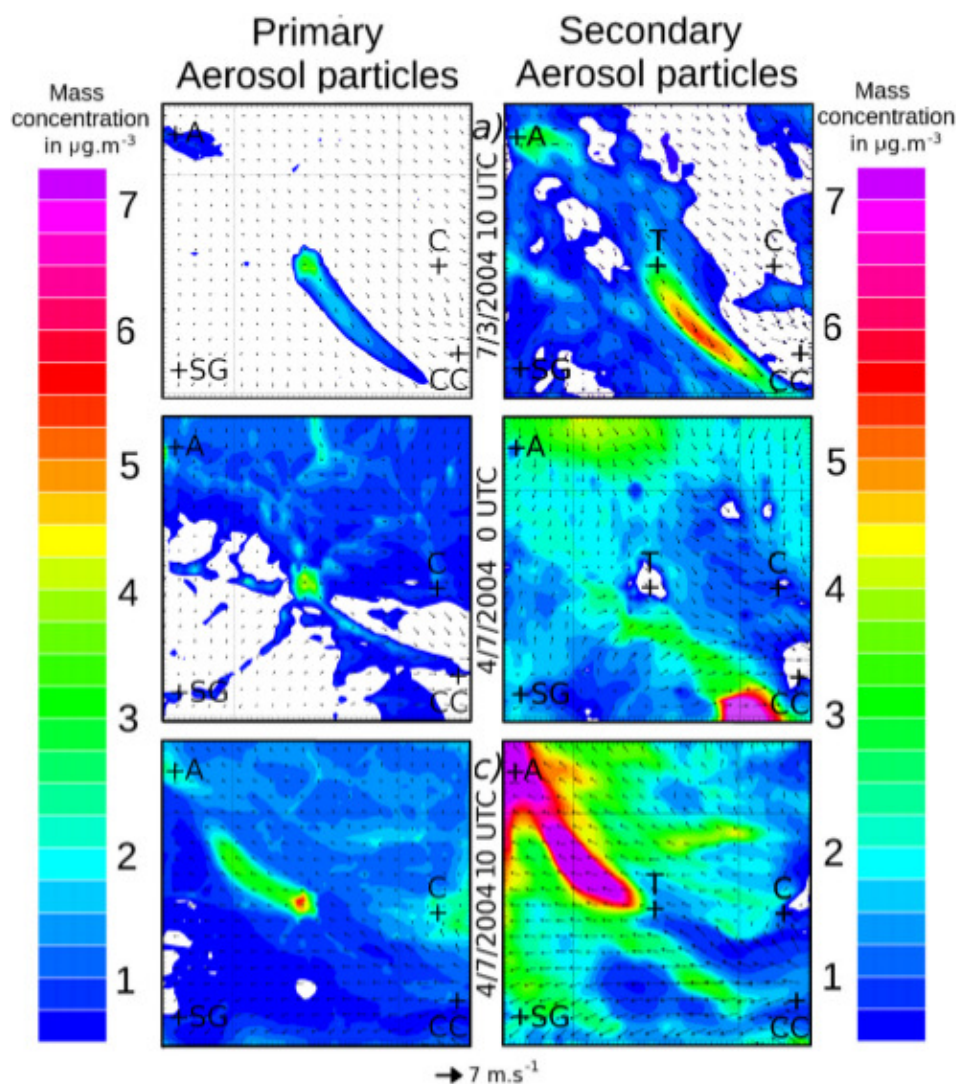 Primary
Aerosol particles
Secondary
Aerosol particles
Mass
concentration
in µg.m⁻³
Mass
concentration
in µg.m⁻³
7
6
5
4
3
2
1
+A
C
+
+SG
+
CC
a)
7/3/2004 10 UTC
+A
T
+
C
+
+SG
+
CC
+A
C
+
+SG
+
CC
4/7/2004 0 UTC
+A
T
+
C
+
+SG
+
CC
+A
C
+
+SG
+
CC
c)
4/7/2004 10 UTC
+A
T
+
C
+
+SG
+
CC
7
6
5
4
3
2
1
7 m.s⁻¹